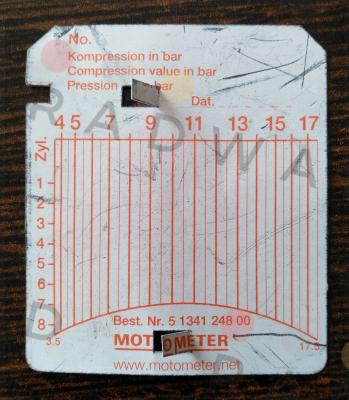 No.
Kompression in bar
Compression value in bar
Pression bar
Dat.
4 5 7 9 11 13 15 17
Zyl.
1
2
3
4
5
6
7
8
3.5 17.5
Best. Nr. 5 1341 248 00
MOTOMETER
www.motometer.net
RADWA